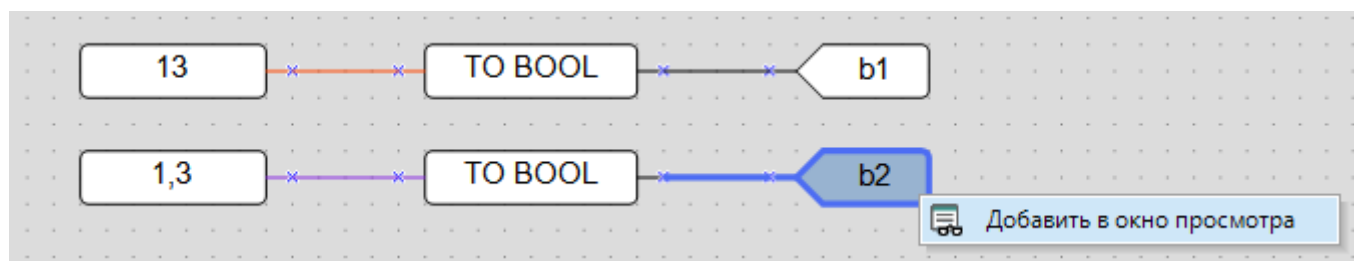 13 TO BOOL b1
1,3 TO BOOL b2
Добавить в окно просмотра